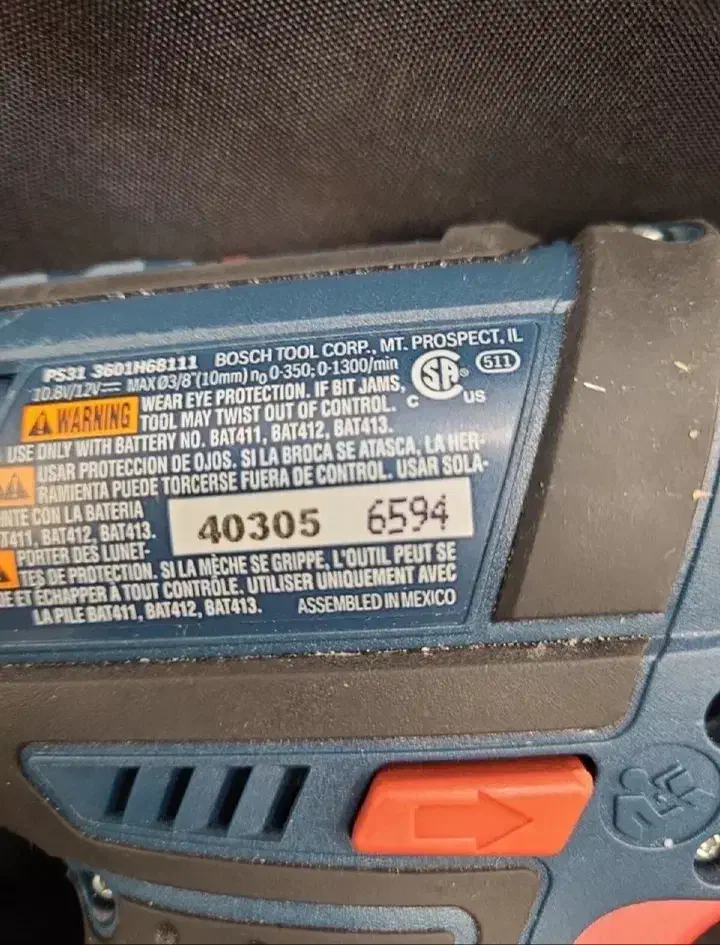 PS31 3601H68111 BOSCH TOOL CORP., MT. PROSPECT, IL
10.8V/12V⎓ MAX Ø3/8"(10mm) n₀ 0-350; 0-1300/min
WARNING WEAR EYE PROTECTION. IF BIT JAMS,
TOOL MAY TWIST OUT OF CONTROL.
C SA ® US
511
USE ONLY WITH BATTERY NO. BAT411, BAT412, BAT413.
USAR PROTECCION DE OJOS. SI LA BROCA SE ATASCA, LA HER-
RAMIENTA PUEDE TORCERSE FUERA DE CONTROL. USAR SOLA-
NTE CON LA BATERIA
T411, BAT412, BAT413.
40305 6594
PORTER DES LUNET-
TES DE PROTECTION. SI LA MÈCHE SE GRIPPE, L'OUTIL PEUT SE
DE ET ÉCHAPPER À TOUT CONTRÔLE. UTILISER UNIQUEMENT AVEC
LA PILE BAT411, BAT412, BAT413. ASSEMBLED IN MEXICO